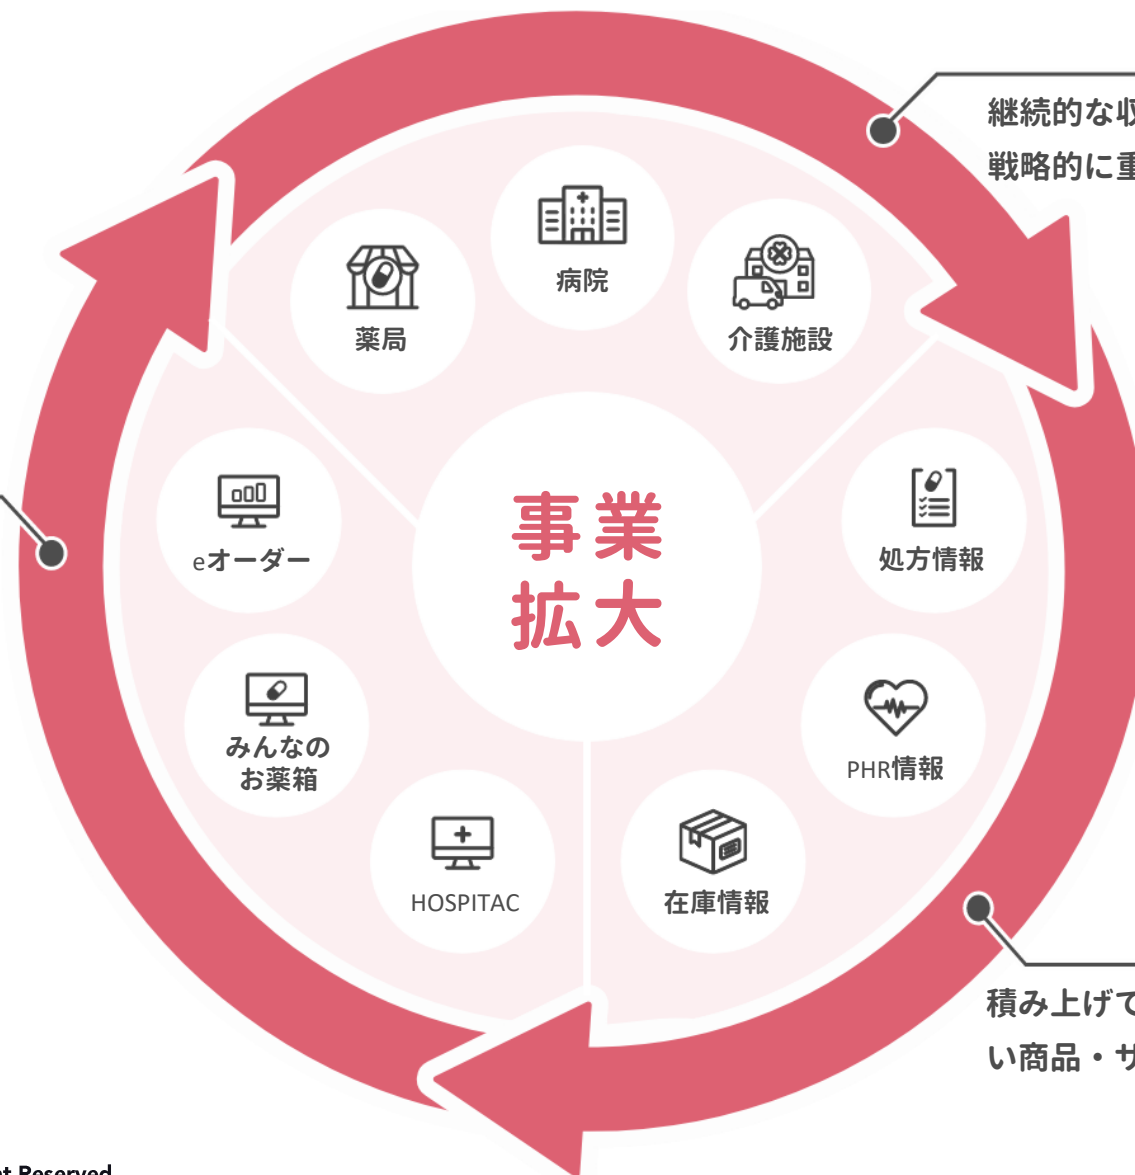 継続的な収
戦略的に重
病院
薬局
介護施設
eオーダー
事業
拡大
処方情報
みんなの
お薬箱
PHR情報
HOSPITAC
在庫情報
積み上げて
い商品・サ
Reserved